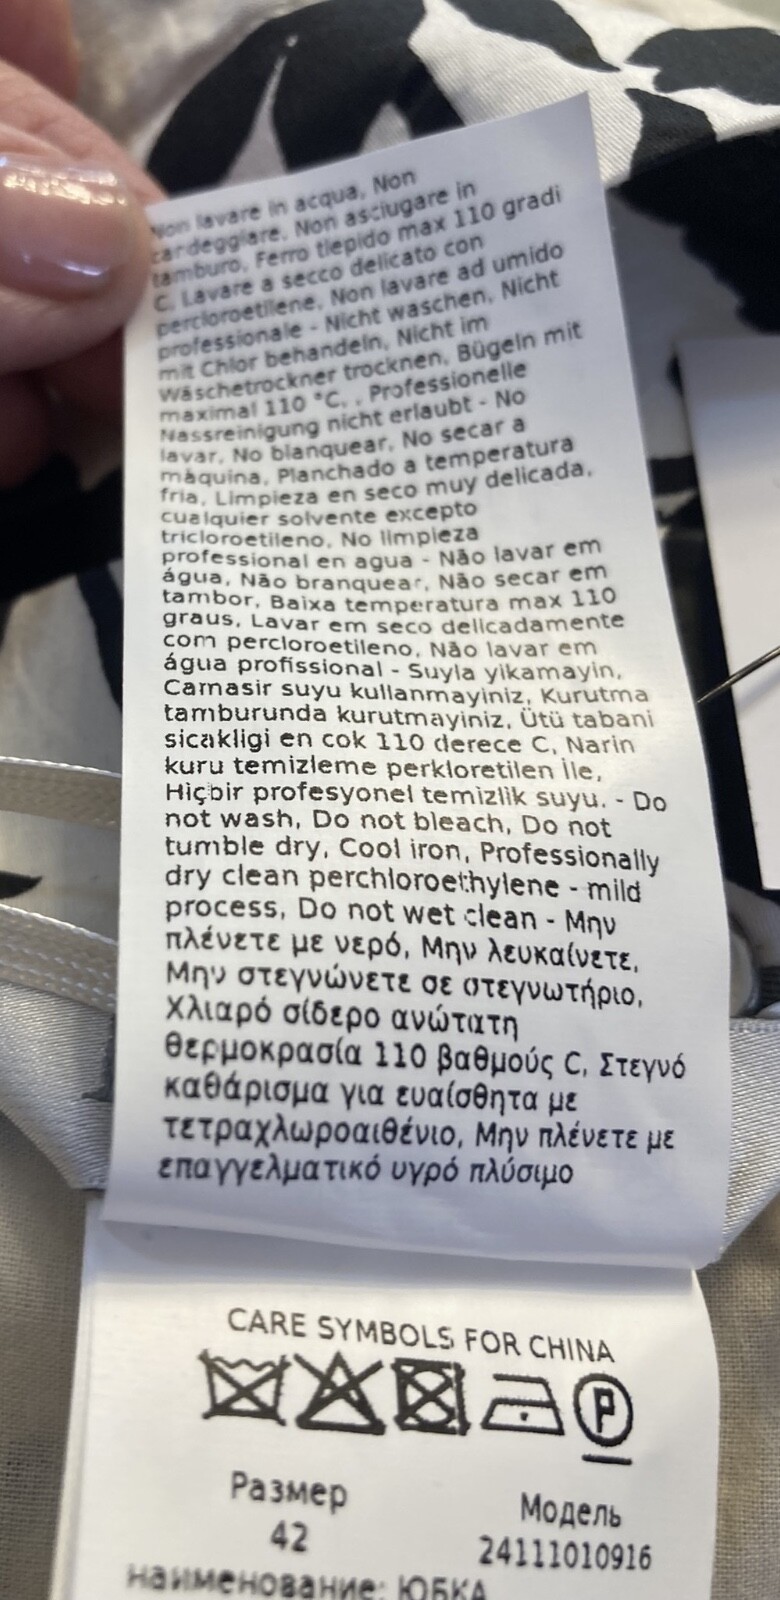 Non lavare in acqua, Non
cardeggiare, Non asciugare in
tamburo, Ferro tiepido max 110 gradi
C, Lavare a secco delicato con
percloroetilene, Non lavare ad umido
professionale - Nicht waschen, Nicht
mit Chlor behandeln, Nicht im
Wäschetrockner trocknen, Bügeln mit
maximal 110 °C, , Professionelle
Nassreinigung nicht erlaubt - No
lavar, No blanquear, No secar a
màquina, Planchado a temperatura
fria, Limpieza en seco muy delicada,
cualquier solvente excepto
tricloroetileno, No limpieza
professional en agua - Não lavar em
água, Não branquear, Não secar em
tambor, Baixa temperatura max 110
graus, Lavar em seco delicadamente
com percloroetileno, Não lavar em
água profissional - Suyla yikamayin,
Camasir suyu kullanmayiniz, Kurutma
tamburunda kurutmayiniz, Ütü tabani
sicakligi en cok 110 derece C, Narin
kuru temizleme perkloretilen İle,
Hiçbir profesyonel temizlik suyu. - Do
not wash, Do not bleach, Do not
tumble dry, Cool iron, Professionally
dry clean perchloroethylene - mild
process, Do not wet clean - Μην
πλένετε με νερό, Μην λευκαίνετε,
Μην στεγνώνετε σε στεγνωτήριο,
Χλιαρό σίδερο ανώτατη
θερμοκρασία 110 βαθμούς C, Στεγνό
καθάρισμα για ευαίσθητα με
τετραχλωροαιθένιο, Μην πλένετε με
επαγγελματικό υγρό πλύσιμο
CARE SYMBOLS FOR CHINA
P
Размер
42
Модель
24111010916
наименование: ЮБКА